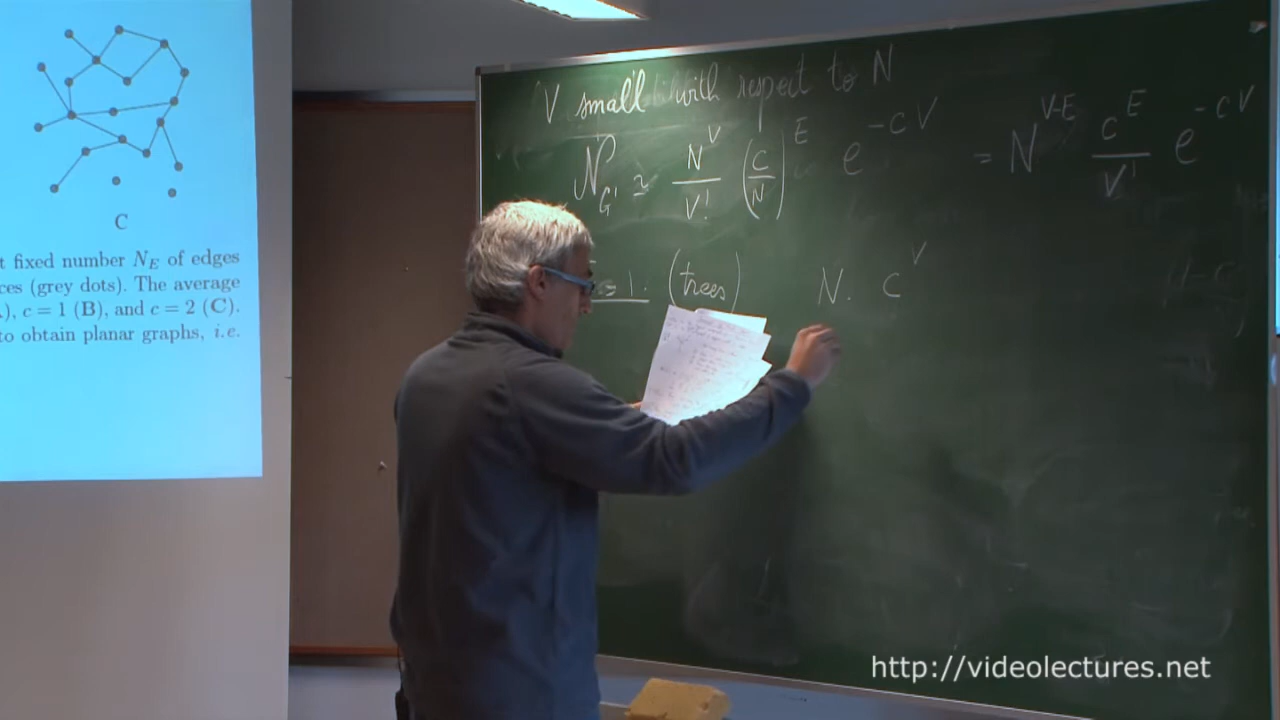 C
t fixed number N_E of edges
ces (grey dots). The average
), c = 1 (B), and c = 2 (C).
to obtain planar graphs, i.e.
V small with respect to N
N_G' ≃ N^V / V! (c/N)^E e^{-cV} = N^{V-E} c^E / V! e^{-cV}
= 1. (trees) N. c^V
http://videolectures.net